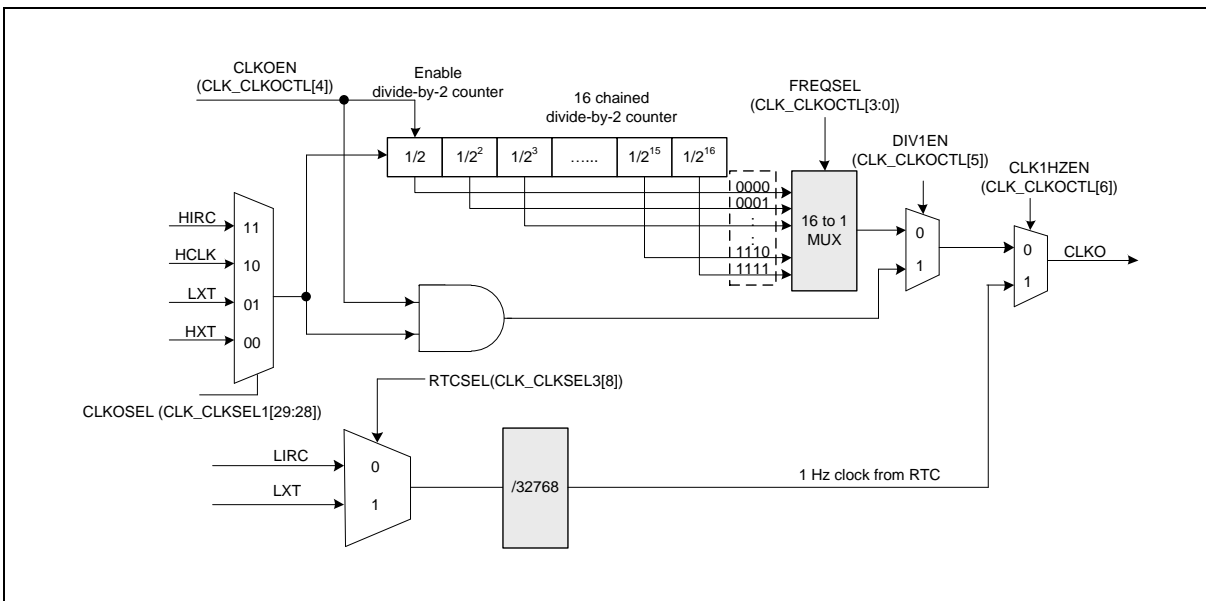 CLKOEN
(CLK_CLKOCTL[4])
Enable
divide-by-2 counter
16 chained
divide-by-2 counter
FREQSEL
(CLK_CLKOCTL[3:0])
DIV1EN
(CLK_CLKOCTL[5])
CLK1HZEN
(CLK_CLKOCTL[6])
1/2
1/2²
1/2³
......
1/2¹⁵
1/2¹⁶
0000
0001
:
:
1110
1111
16 to 1
MUX
0
1
0
1
CLKO
HIRC
11
HCLK
10
LXT
01
HXT
00
CLKOSEL (CLK_CLKSEL1[29:28])
RTCSEL(CLK_CLKSEL3[8])
LIRC
0
LXT
1
/32768
1 Hz clock from RTC